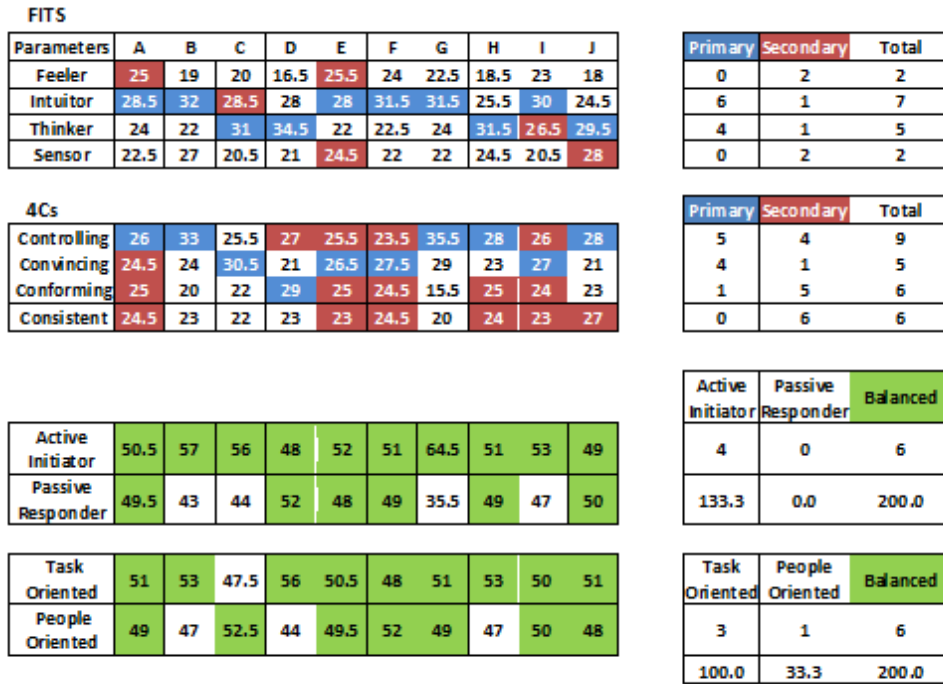 FITS
Parameters A B C D E F G H I J
Feeler 25 19 20 16.5 25.5 24 22.5 18.5 23 18
Intuitor 28.5 32 28.5 28 28 31.5 31.5 25.5 30 24.5
Thinker 24 22 31 34.5 22 22.5 24 31.5 26.5 29.5
Sensor 22.5 27 20.5 21 24.5 22 22 24.5 20.5 28
Primary Secondary Total
0 2 2
6 1 7
4 1 5
0 2 2
4Cs
Controlling 26 33 25.5 27 25.5 23.5 35.5 28 26 28
Convincing 24.5 24 30.5 21 26.5 27.5 29 23 27 21
Conforming 25 20 22 29 25 24.5 15.5 25 24 23
Consistent 24.5 23 22 23 23 24.5 20 24 23 27
Primary Secondary Total
5 4 9
4 1 5
1 5 6
0 6 6
Active
Initiator 50.5 57 56 48 52 51 64.5 51 53 49
Passive
Responder 49.5 43 44 52 48 49 35.5 49 47 50
Active Passive Balanced
Initiator Responder
4 0 6
133.3 0.0 200.0
Task
Oriented 51 53 47.5 56 50.5 48 51 53 50 51
People
Oriented 49 47 52.5 44 49.5 52 49 47 50 48
Task People Balanced
Oriented Oriented
3 1 6
100.0 33.3 200.0